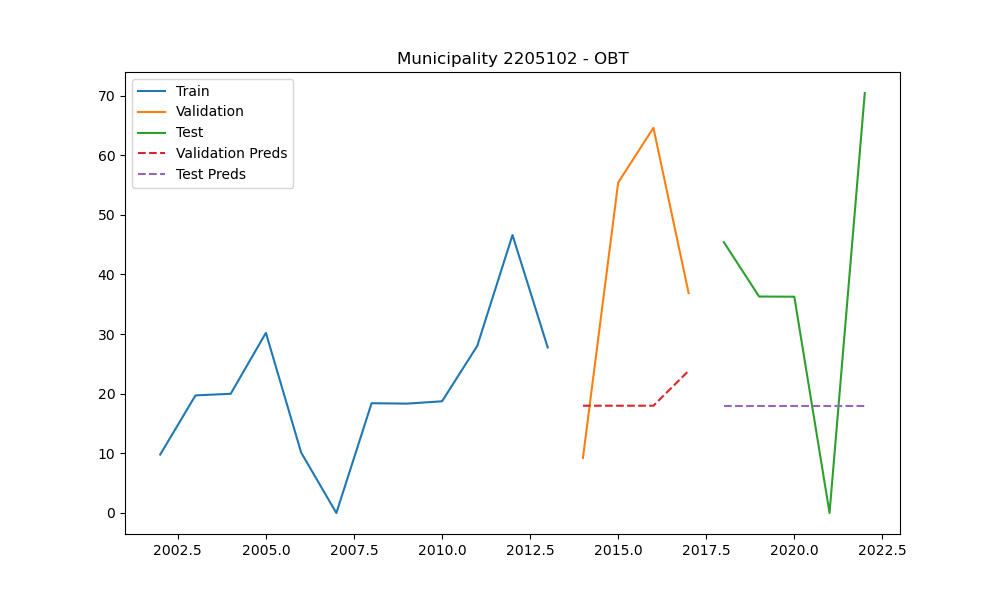 Municipality 2205102 - OBT
Train
Validation
Test
Validation Preds
Test Preds
70
60
50
40
30
20
10
0
2002.5 2005.0 2007.5 2010.0 2012.5 2015.0 2017.5 2020.0 2022.5